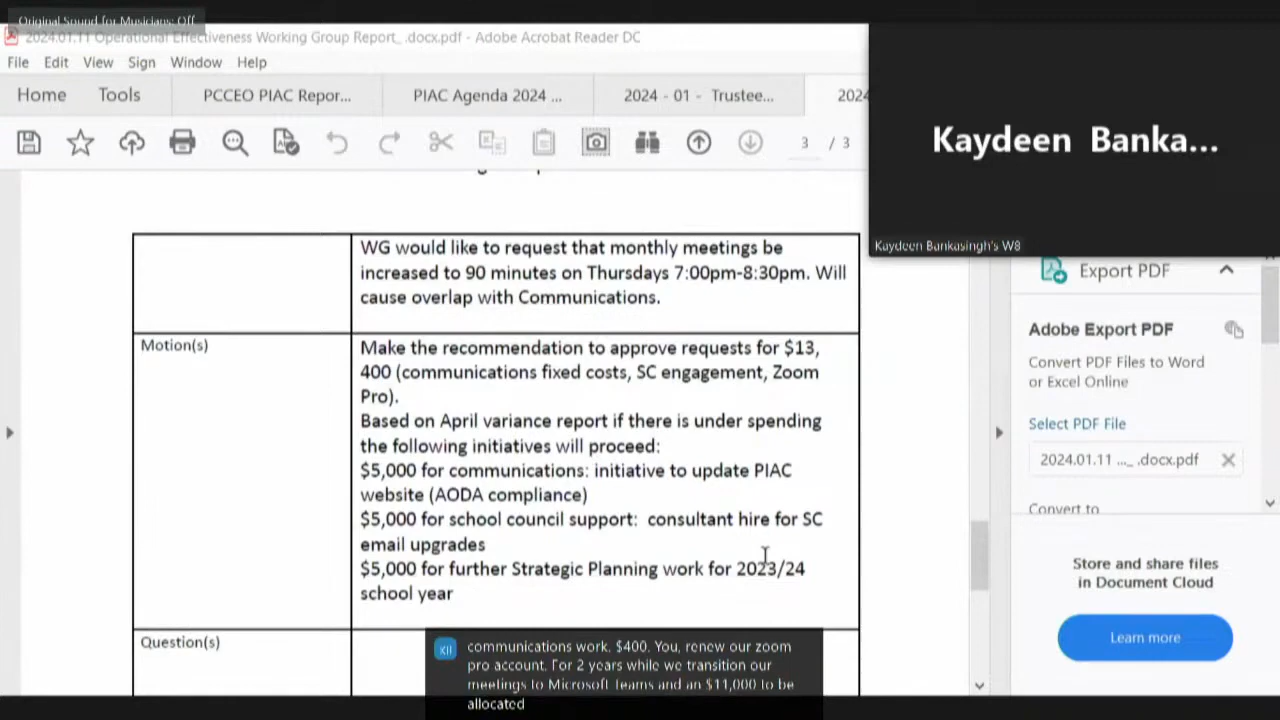 Original Sound for Musicians: Off
2024.01.11 Operational Effectiveness Working Group Report_ .docx.pdf - Adobe Acrobat Reader DC
File Edit View Sign Window Help
Home Tools PCCEO PIAC Repor... PIAC Agenda 2024 ... 2024 - 01 - Trustee... 2024
3 / 3
Kaydeen Banka...
Kaydeen Bankasingh's W8
WG would like to request that monthly meetings be
increased to 90 minutes on Thursdays 7:00pm-8:30pm. Will
cause overlap with Communications.
Motion(s)
Make the recommendation to approve requests for $13,
400 (communications fixed costs, SC engagement, Zoom
Pro).
Based on April variance report if there is under spending
the following initiatives will proceed:
$5,000 for communications: initiative to update PIAC
website (AODA compliance)
$5,000 for school council support: consultant hire for SC
email upgrades
$5,000 for further Strategic Planning work for 2023/24
school year
Question(s)
Export PDF
Adobe Export PDF
Convert PDF Files to Word
or Excel Online
Select PDF File
2024.01.11 ..._ .docx.pdf
Convert to
Store and share files
in Document Cloud
Learn more
communications work. $400. You, renew our zoom
pro account. For 2 years while we transition our
meetings to Microsoft Teams and an $11,000 to be
allocated